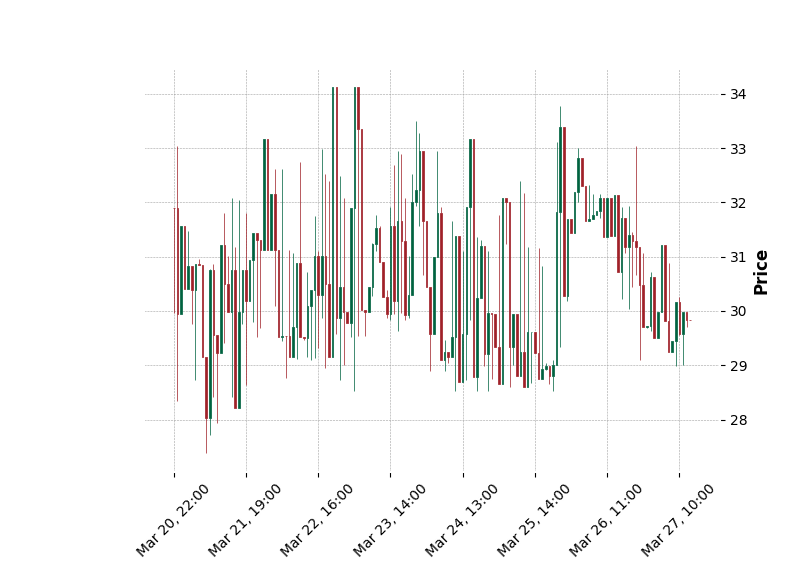 34
33
32
31
30
29
28
Price
Mar 20, 22:00
Mar 21, 19:00
Mar 22, 16:00
Mar 23, 14:00
Mar 24, 13:00
Mar 25, 14:00
Mar 26, 11:00
Mar 27, 10:00